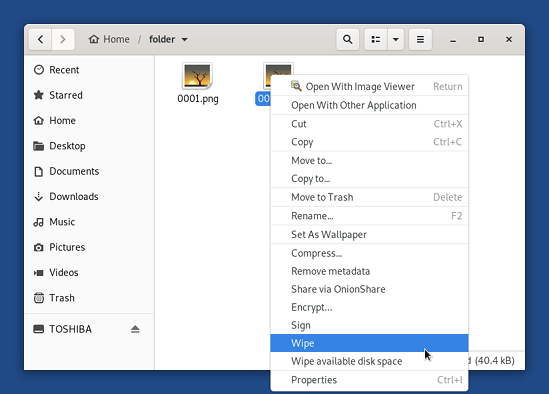 Home / folder
Recent
Starred
Home
Desktop
Documents
Downloads
Music
Pictures
Videos
Trash
TOSHIBA
0001.png
00
Open With Image Viewer Return
Open With Other Application
Cut Ctrl+X
Copy Ctrl+C
Move to...
Copy to...
Move to Trash Delete
Rename... F2
Set As Wallpaper
Compress...
Remove metadata
Share via OnionShare
Encrypt...
Sign
Wipe
Wipe available disk space
Properties Ctrl+I
(40.4 kB)